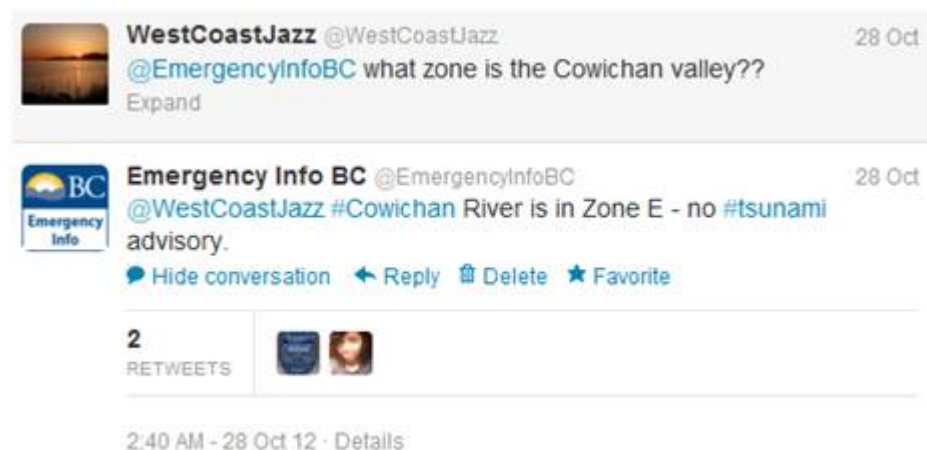 WestCoastJazz @WestCoastJazz 28 Oct
@EmergencyInfoBC what zone is the Cowichan valley??
Expand
BC
Emergency
Info
Emergency Info BC @EmergencyInfoBC 28 Oct
@WestCoastJazz #Cowichan River is in Zone E - no #tsunami
advisory.
Hide conversation Reply Delete Favorite
2
RETWEETS
2:40 AM - 28 Oct 12 · Details